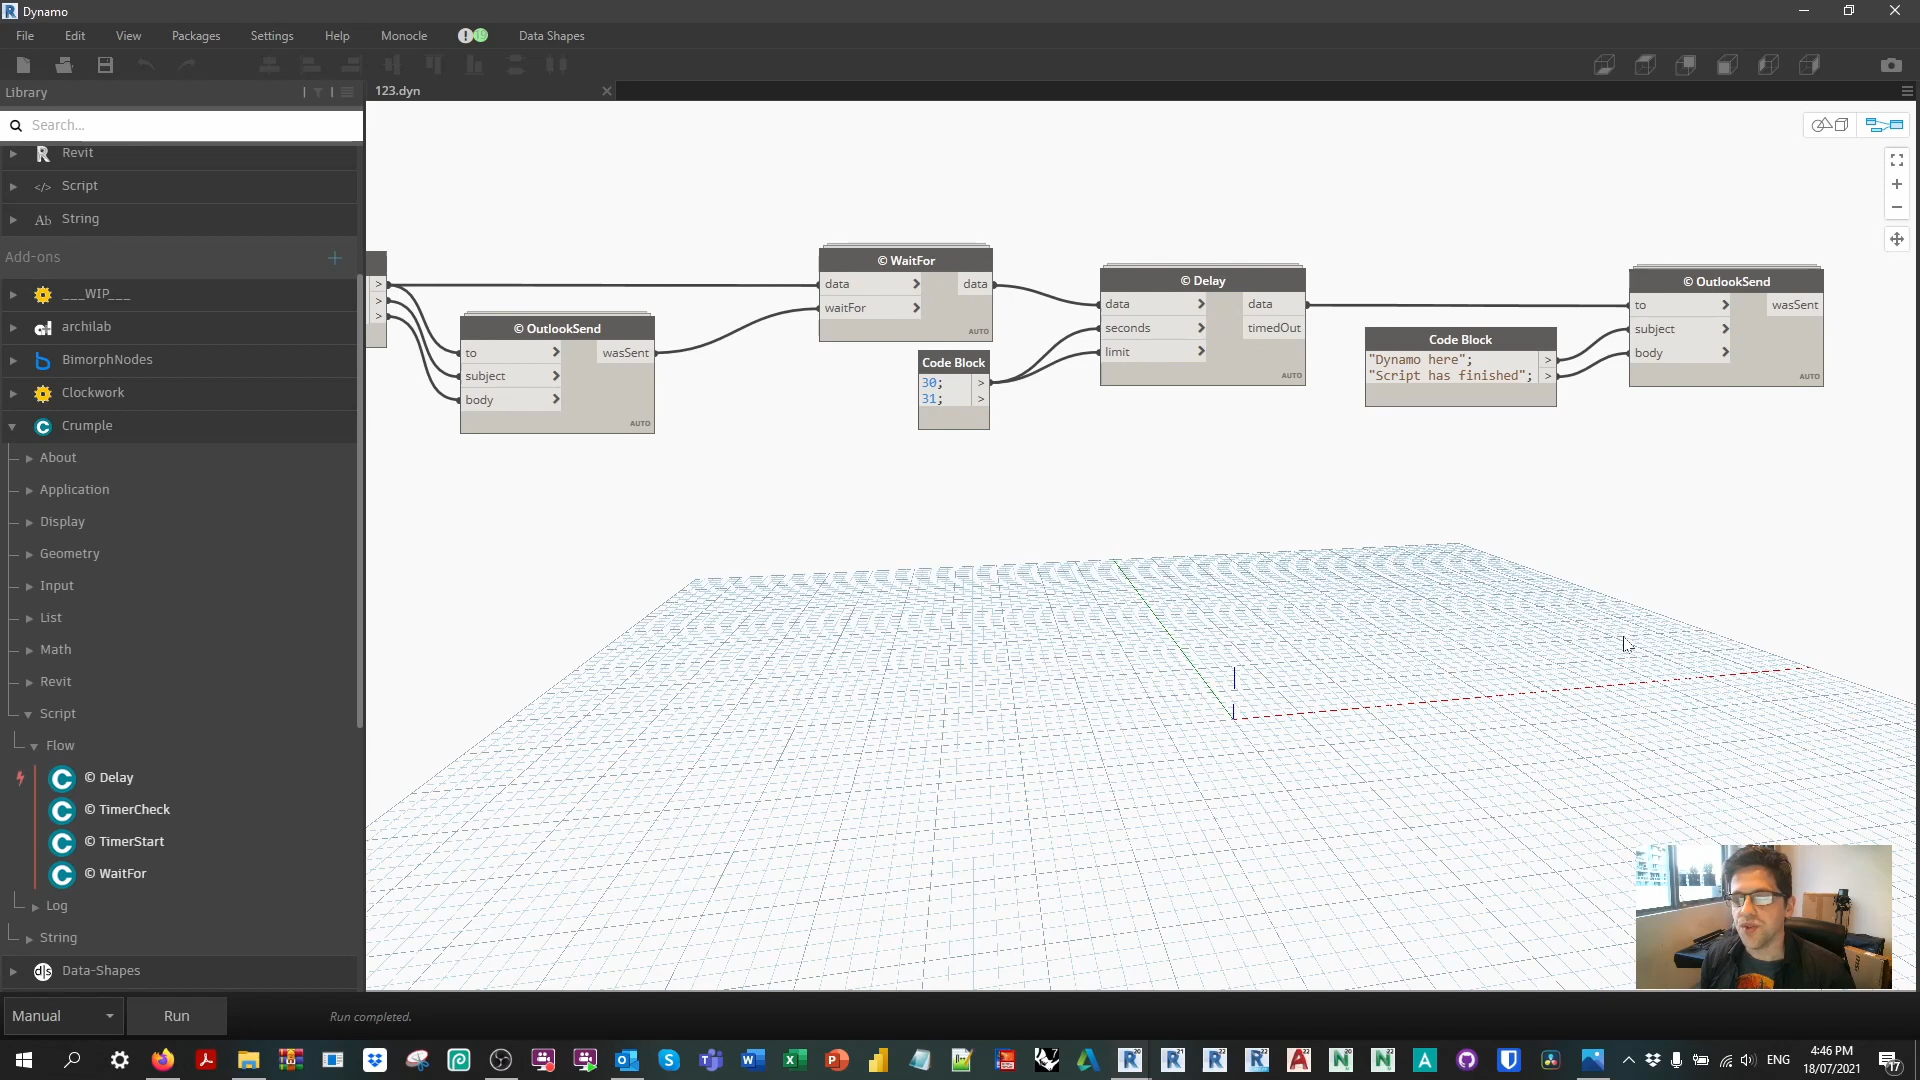 Dynamo
File Edit View Packages Settings Help Monocle Data Shapes
Library
123.dyn
Search...
Revit
Script
Ab String
Add-ons
___WIP___
archilab
BimorphNodes
Clockwork
Crumple
About
Application
Display
Geometry
Input
List
Math
Revit
Script
Flow
© Delay
© TimerCheck
© TimerStart
© WaitFor
Log
String
Data-Shapes
© OutlookSend
to > wasSent
subject >
body >
AUTO
© WaitFor
data > data
waitFor >
AUTO
Code Block
30; >
31; >
© Delay
data > data
seconds > timedOut
limit >
AUTO
Code Block
"Dynamo here"; >
"Script has finished"; >
© OutlookSend
to > wasSent
subject >
body >
AUTO
Manual Run Run completed.
ENG
4:46 PM
18/07/2021
17